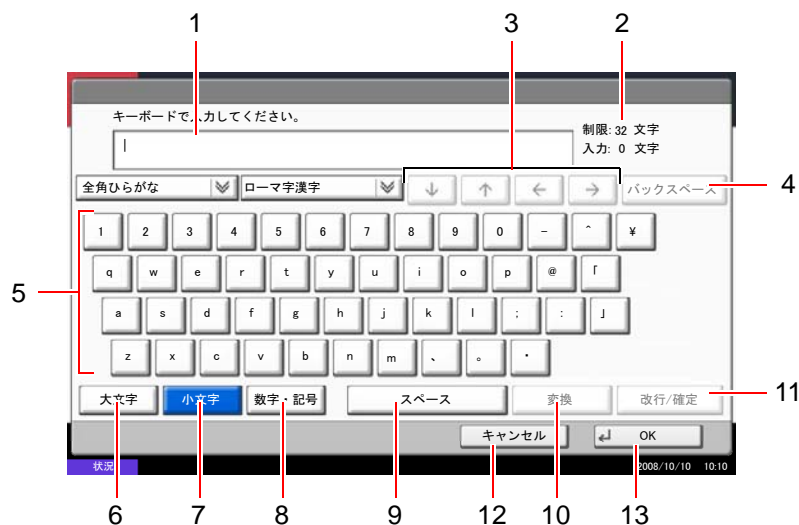 1 3 2
キーボードで入力してください。
制限: 32 文字
入力: 0 文字
全角ひらがな ローマ字漢字 ↓ ↑ ← → バックスペース 4
1 2 3 4 5 6 7 8 9 0 - ^ ¥
q w e r t y u i o p @ 「
5
a s d f g h j k l ; : 」
z x c v b n m 、 。 ・
大文字 小文字 数字・記号 スペース 変換 改行/確定 11
キャンセル OK
状況 2008/10/10 10:10
6 7 8 9 12 10 13